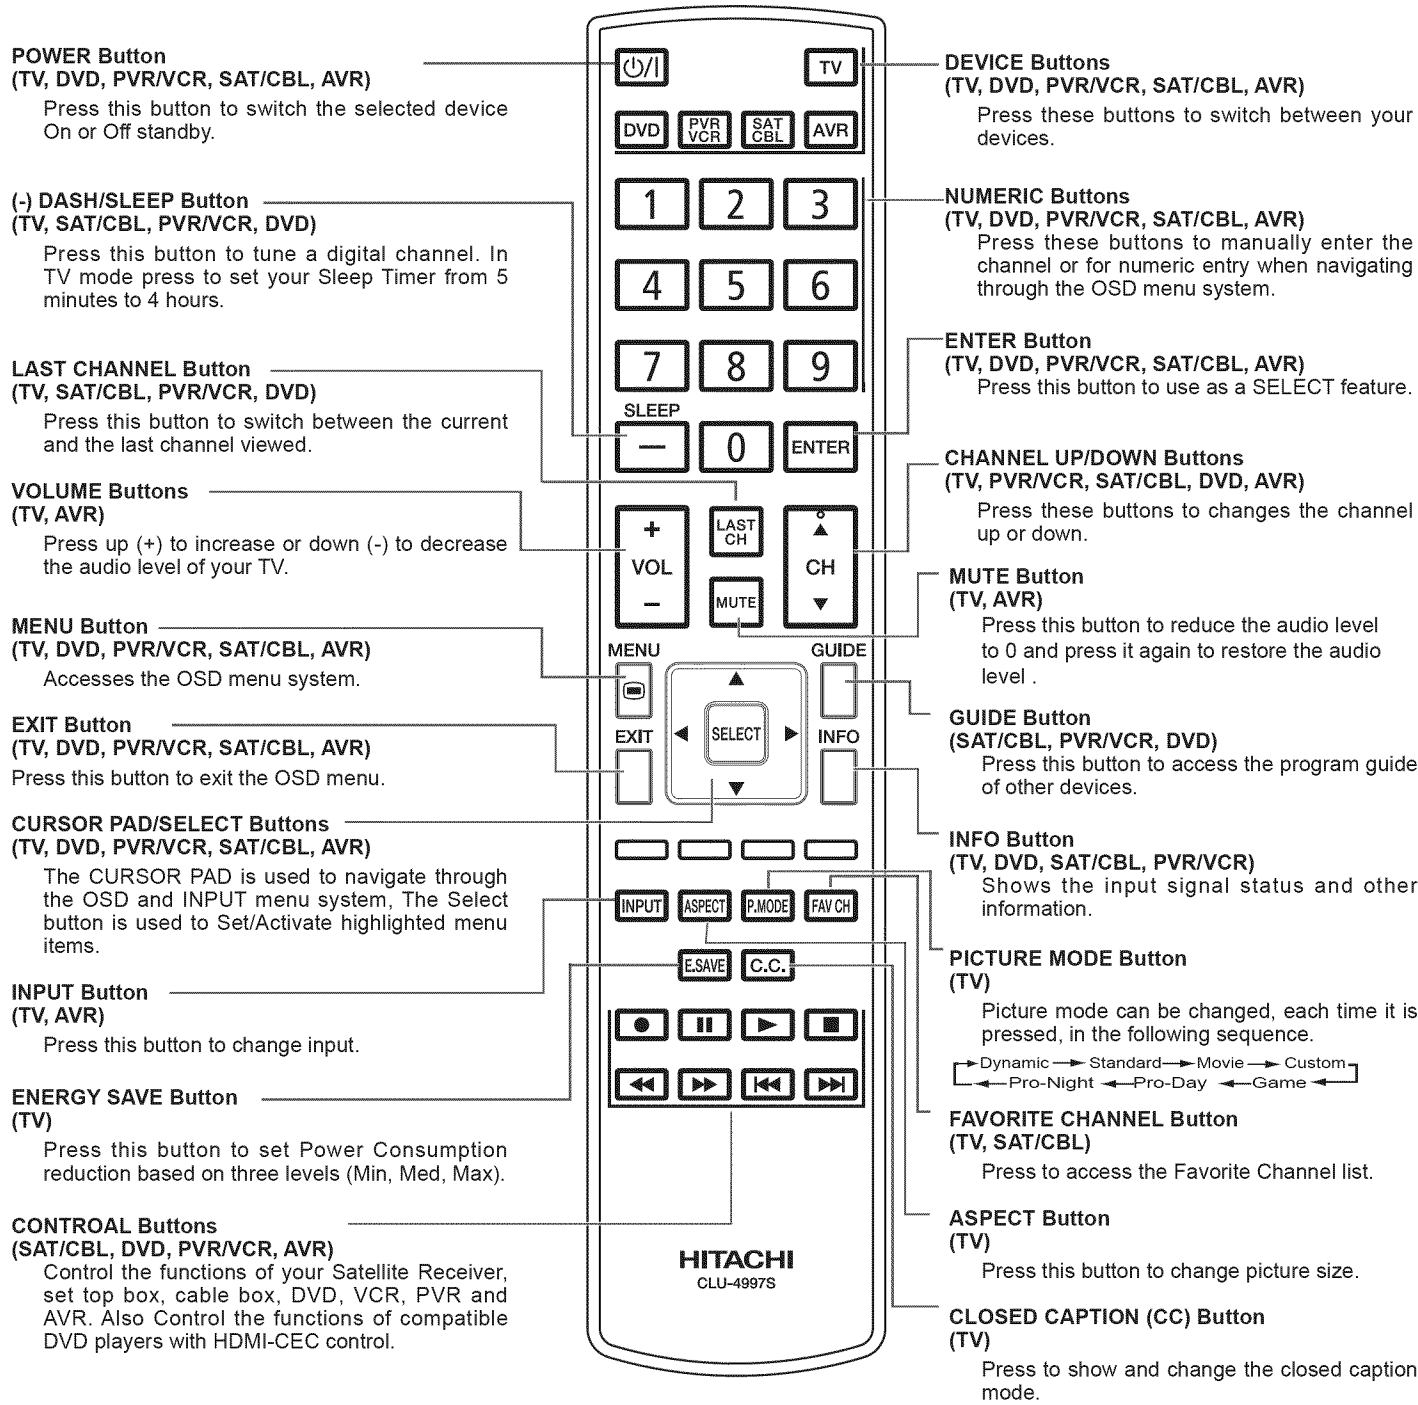 POWER Button
(TV, DVD, PVR/VCR, SAT/CBL, AVR)
Press this button to switch the selected device
On or Off standby.
(-) DASH/SLEEP Button
(TV, SAT/CBL, PVR/VCR, DVD)
Press this button to tune a digital channel. In
TV mode press to set your Sleep Timer from 5
minutes to 4 hours.
LAST CHANNEL Button
(TV, SAT/CBL, PVR/VCR, DVD)
Press this button to switch between the current
and the last channel viewed.
VOLUME Buttons
(TV, AVR)
Press up (+) to increase or down (-) to decrease
the audio level of your TV.
MENU Button
(TV, DVD, PVR/VCR, SAT/CBL, AVR)
Accesses the OSD menu system.
EXIT Button
(TV, DVD, PVR/VCR, SAT/CBL, AVR)
Press this button to exit the OSD menu.
CURSOR PAD/SELECT Buttons
(TV, DVD, PVR/VCR, SAT/CBL, AVR)
The CURSOR PAD is used to navigate through
the OSD and INPUT menu system, The Select
button is used to Set/Activate highlighted menu
items.
INPUT Button
(TV, AVR)
Press this button to change input.
ENERGY SAVE Button
(TV)
Press this button to set Power Consumption
reduction based on three levels (Min, Med, Max).
CONTROAL Buttons
(SAT/CBL, DVD, PVR/VCR, AVR)
Control the functions of your Satellite Receiver,
set top box, cable box, DVD, VCR, PVR and
AVR. Also Control the functions of compatible
DVD players with HDMI-CEC control.
TV
DVD
PVR
VCR
SAT
CBL
AVR
1 2 3
4 5 6
7 8 9
SLEEP
— 0 ENTER
+
VOL
−
LAST
CH
MUTE
CH
MENU
GUIDE
EXIT
SELECT
INFO
INPUT ASPECT P.MODE FAV CH
E.SAVE C.C.
HITACHI
CLU-4997S
DEVICE Buttons
(TV, DVD, PVR/VCR, SAT/CBL, AVR)
Press these buttons to switch between your
devices.
NUMERIC Buttons
(TV, DVD, PVR/VCR, SAT/CBL, AVR)
Press these buttons to manually enter the
channel or for numeric entry when navigating
through the OSD menu system.
ENTER Button
(TV, DVD, PVR/VCR, SAT/CBL, AVR)
Press this button to use as a SELECT feature.
CHANNEL UP/DOWN Buttons
(TV, PVR/VCR, SAT/CBL, DVD, AVR)
Press these buttons to changes the channel
up or down.
MUTE Button
(TV, AVR)
Press this button to reduce the audio level
to 0 and press it again to restore the audio
level .
GUIDE Button
(SAT/CBL, PVR/VCR, DVD)
Press this button to access the program guide
of other devices.
INFO Button
(TV, DVD, SAT/CBL, PVR/VCR)
Shows the input signal status and other
information.
PICTURE MODE Button
(TV)
Picture mode can be changed, each time it is
pressed, in the following sequence.
Dynamic Standard Movie Custom
Pro-Night Pro-Day Game
FAVORITE CHANNEL Button
(TV, SAT/CBL)
Press to access the Favorite Channel list.
ASPECT Button
(TV)
Press this button to change picture size.
CLOSED CAPTION (CC) Button
(TV)
Press to show and change the closed caption
mode.